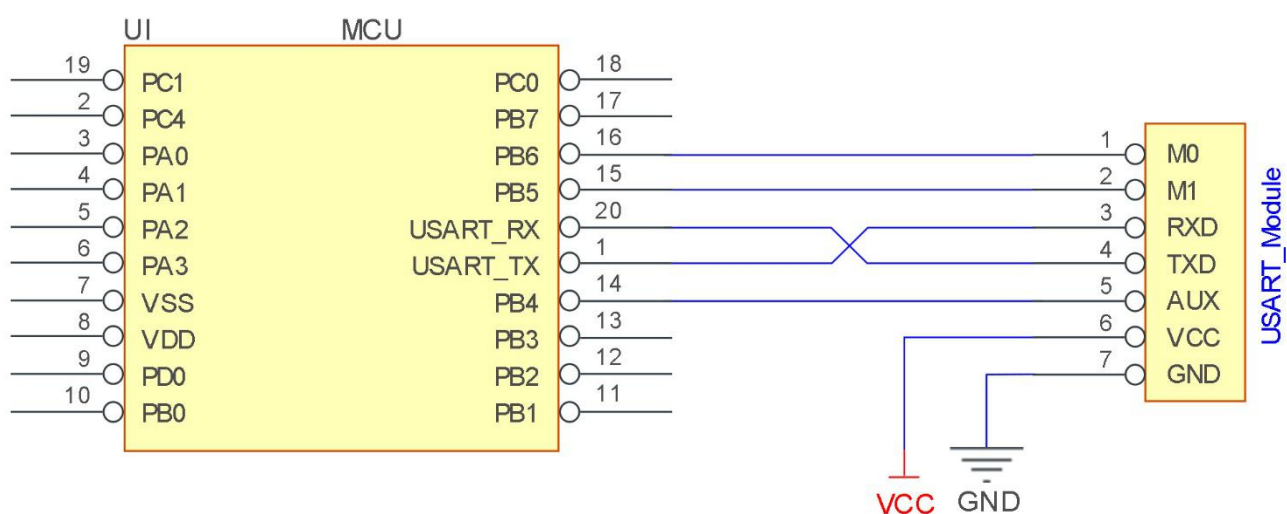 UI MCU
19 PC1 PC0 18
2 PC4 PB7 17
3 PA0 PB6 16 1 M0
4 PA1 PB5 15 2 M1
5 PA2 USART_RX 20 3 RXD
6 PA3 USART_TX 1 4 TXD
7 VSS PB4 14 5 AUX
8 VDD PB3 13 6 VCC
9 PD0 PB2 12 7 GND
10 PB0 PB1 11
USART_Module
VCC GND